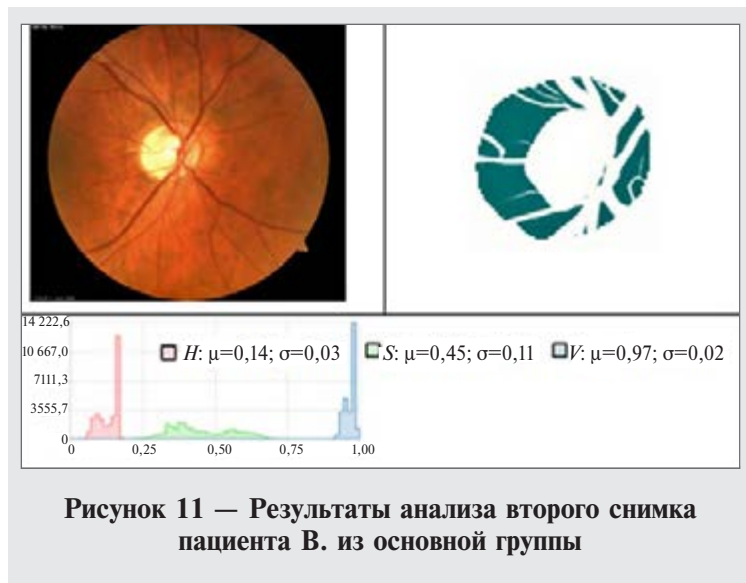 14 222,6
10 667,0
7111,3
3555,7
0
H: μ=0,14; σ=0,03 S: μ=0,45; σ=0,11 V: μ=0,97; σ=0,02
0 0,25 0,50 0,75 1,00
Рисунок 11 — Результаты анализа второго снимка
пациента В. из основной группы